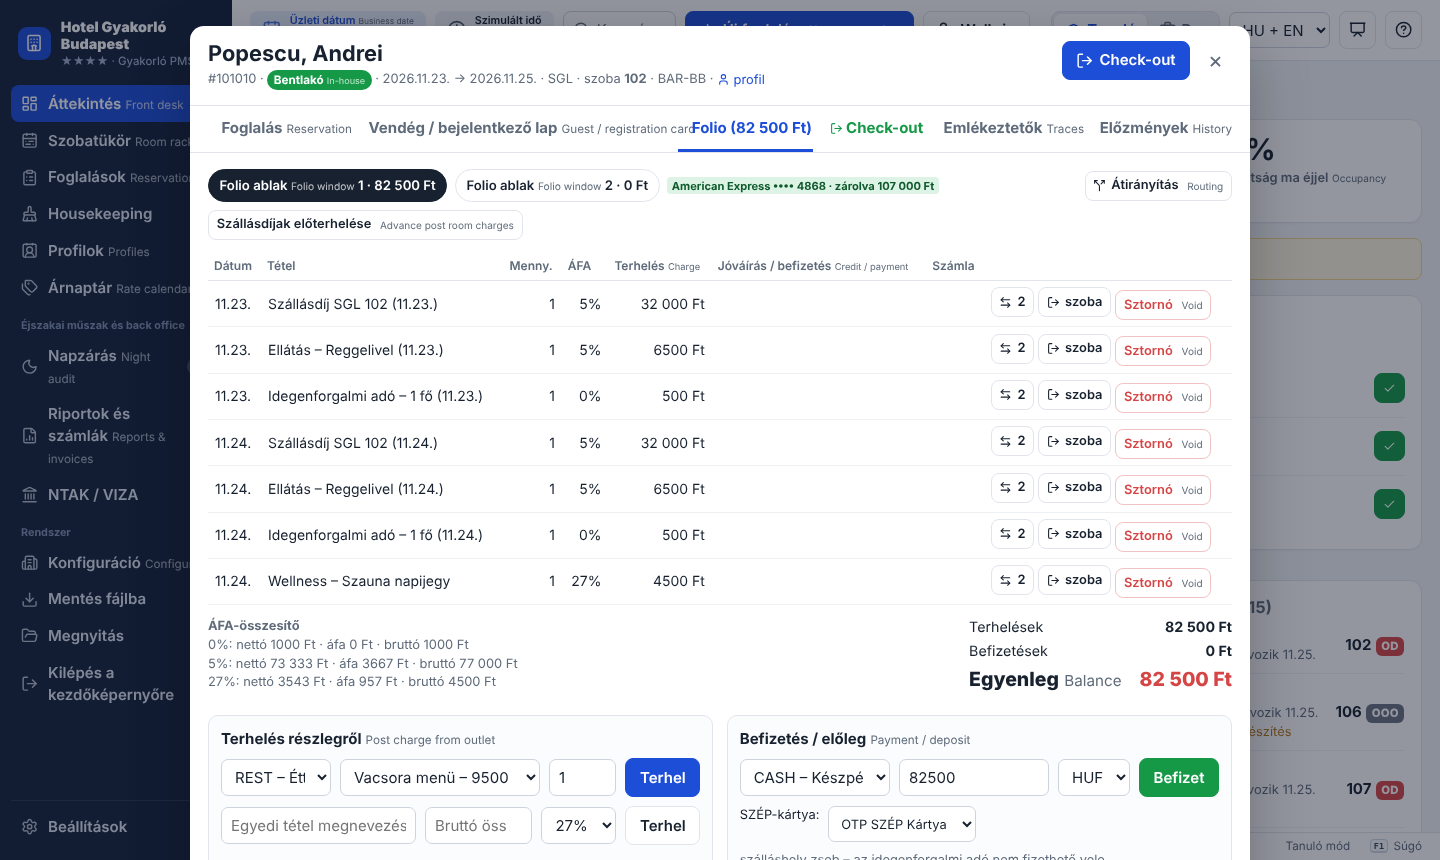 Hotel Gyakorló
Budapest
★★★★ · Gyakorló PMS
Üzleti dátum Business date
Szimulált idő
HU + EN
Áttekintés Front desk
Szobatükör Room rack
Foglalások Reservation
Housekeeping
Profilok Profiles
Árnaptár Rate calendar
Éjszakai műszak és back office
Napzárás Night
audit
Riportok és
számlák Reports &
invoices
NTAK / VIZA
Rendszer
Konfiguráció Configu
Mentés fájlba
Megnyitás
Kilépés a
kezdőképernyőre
Beállítások
Popescu, Andrei
#101010 · Bentlakó In-house · 2026.11.23. → 2026.11.25. · SGL · szoba 102 · BAR-BB · profil
Check-out
Foglalás Reservation
Vendég / bejelentkező lap Guest / registration card
Folio (82 500 Ft)
Check-out
Emlékeztetők Traces
Előzmények History
Folio ablak Folio window 1 · 82 500 Ft
Folio ablak Folio window 2 · 0 Ft
American Express •••• 4868 · zárolva 107 000 Ft
Átirányítás Routing
Szállásdíjak előterhelése Advance post room charges
Dátum Tétel Menny. ÁFA Terhelés Charge Jóváírás / befizetés Credit / payment Számla
11.23. Szállásdíj SGL 102 (11.23.) 1 5% 32 000 Ft 2 szoba Sztornó Void
11.23. Ellátás – Reggelivel (11.23.) 1 5% 6500 Ft 2 szoba Sztornó Void
11.23. Idegenforgalmi adó – 1 fő (11.23.) 1 0% 500 Ft 2 szoba Sztornó Void
11.24. Szállásdíj SGL 102 (11.24.) 1 5% 32 000 Ft 2 szoba Sztornó Void
11.24. Ellátás – Reggelivel (11.24.) 1 5% 6500 Ft 2 szoba Sztornó Void
11.24. Idegenforgalmi adó – 1 fő (11.24.) 1 0% 500 Ft 2 szoba Sztornó Void
11.24. Wellness – Szauna napijegy 1 27% 4500 Ft 2 szoba Sztornó Void
ÁFA-összesítő
0%: nettó 1000 Ft · áfa 0 Ft · bruttó 1000 Ft
5%: nettó 73 333 Ft · áfa 3667 Ft · bruttó 77 000 Ft
27%: nettó 3543 Ft · áfa 957 Ft · bruttó 4500 Ft
Terhelések 82 500 Ft
Befizetések 0 Ft
Egyenleg Balance 82 500 Ft
Terhelés részlegről Post charge from outlet
REST – Étt Vacsora menü – 9500 1 Terhel
Egyedi tétel megnevezés Bruttó öss 27% Terhel
Befizetés / előleg Payment / deposit
CASH – Készpé 82500 HUF Befizet
SZÉP-kártya: OTP SZÉP Kártya
szálláshely zseb – az idegenforgalmi adó nem fizethető vele
%
tság ma éjjel Occupancy
15)
vozik 11.25. 102 OD
vozik 11.25. 106 OOO
észítés
vozik 11.25. 107 OD
Tanuló mód F1 Súgó